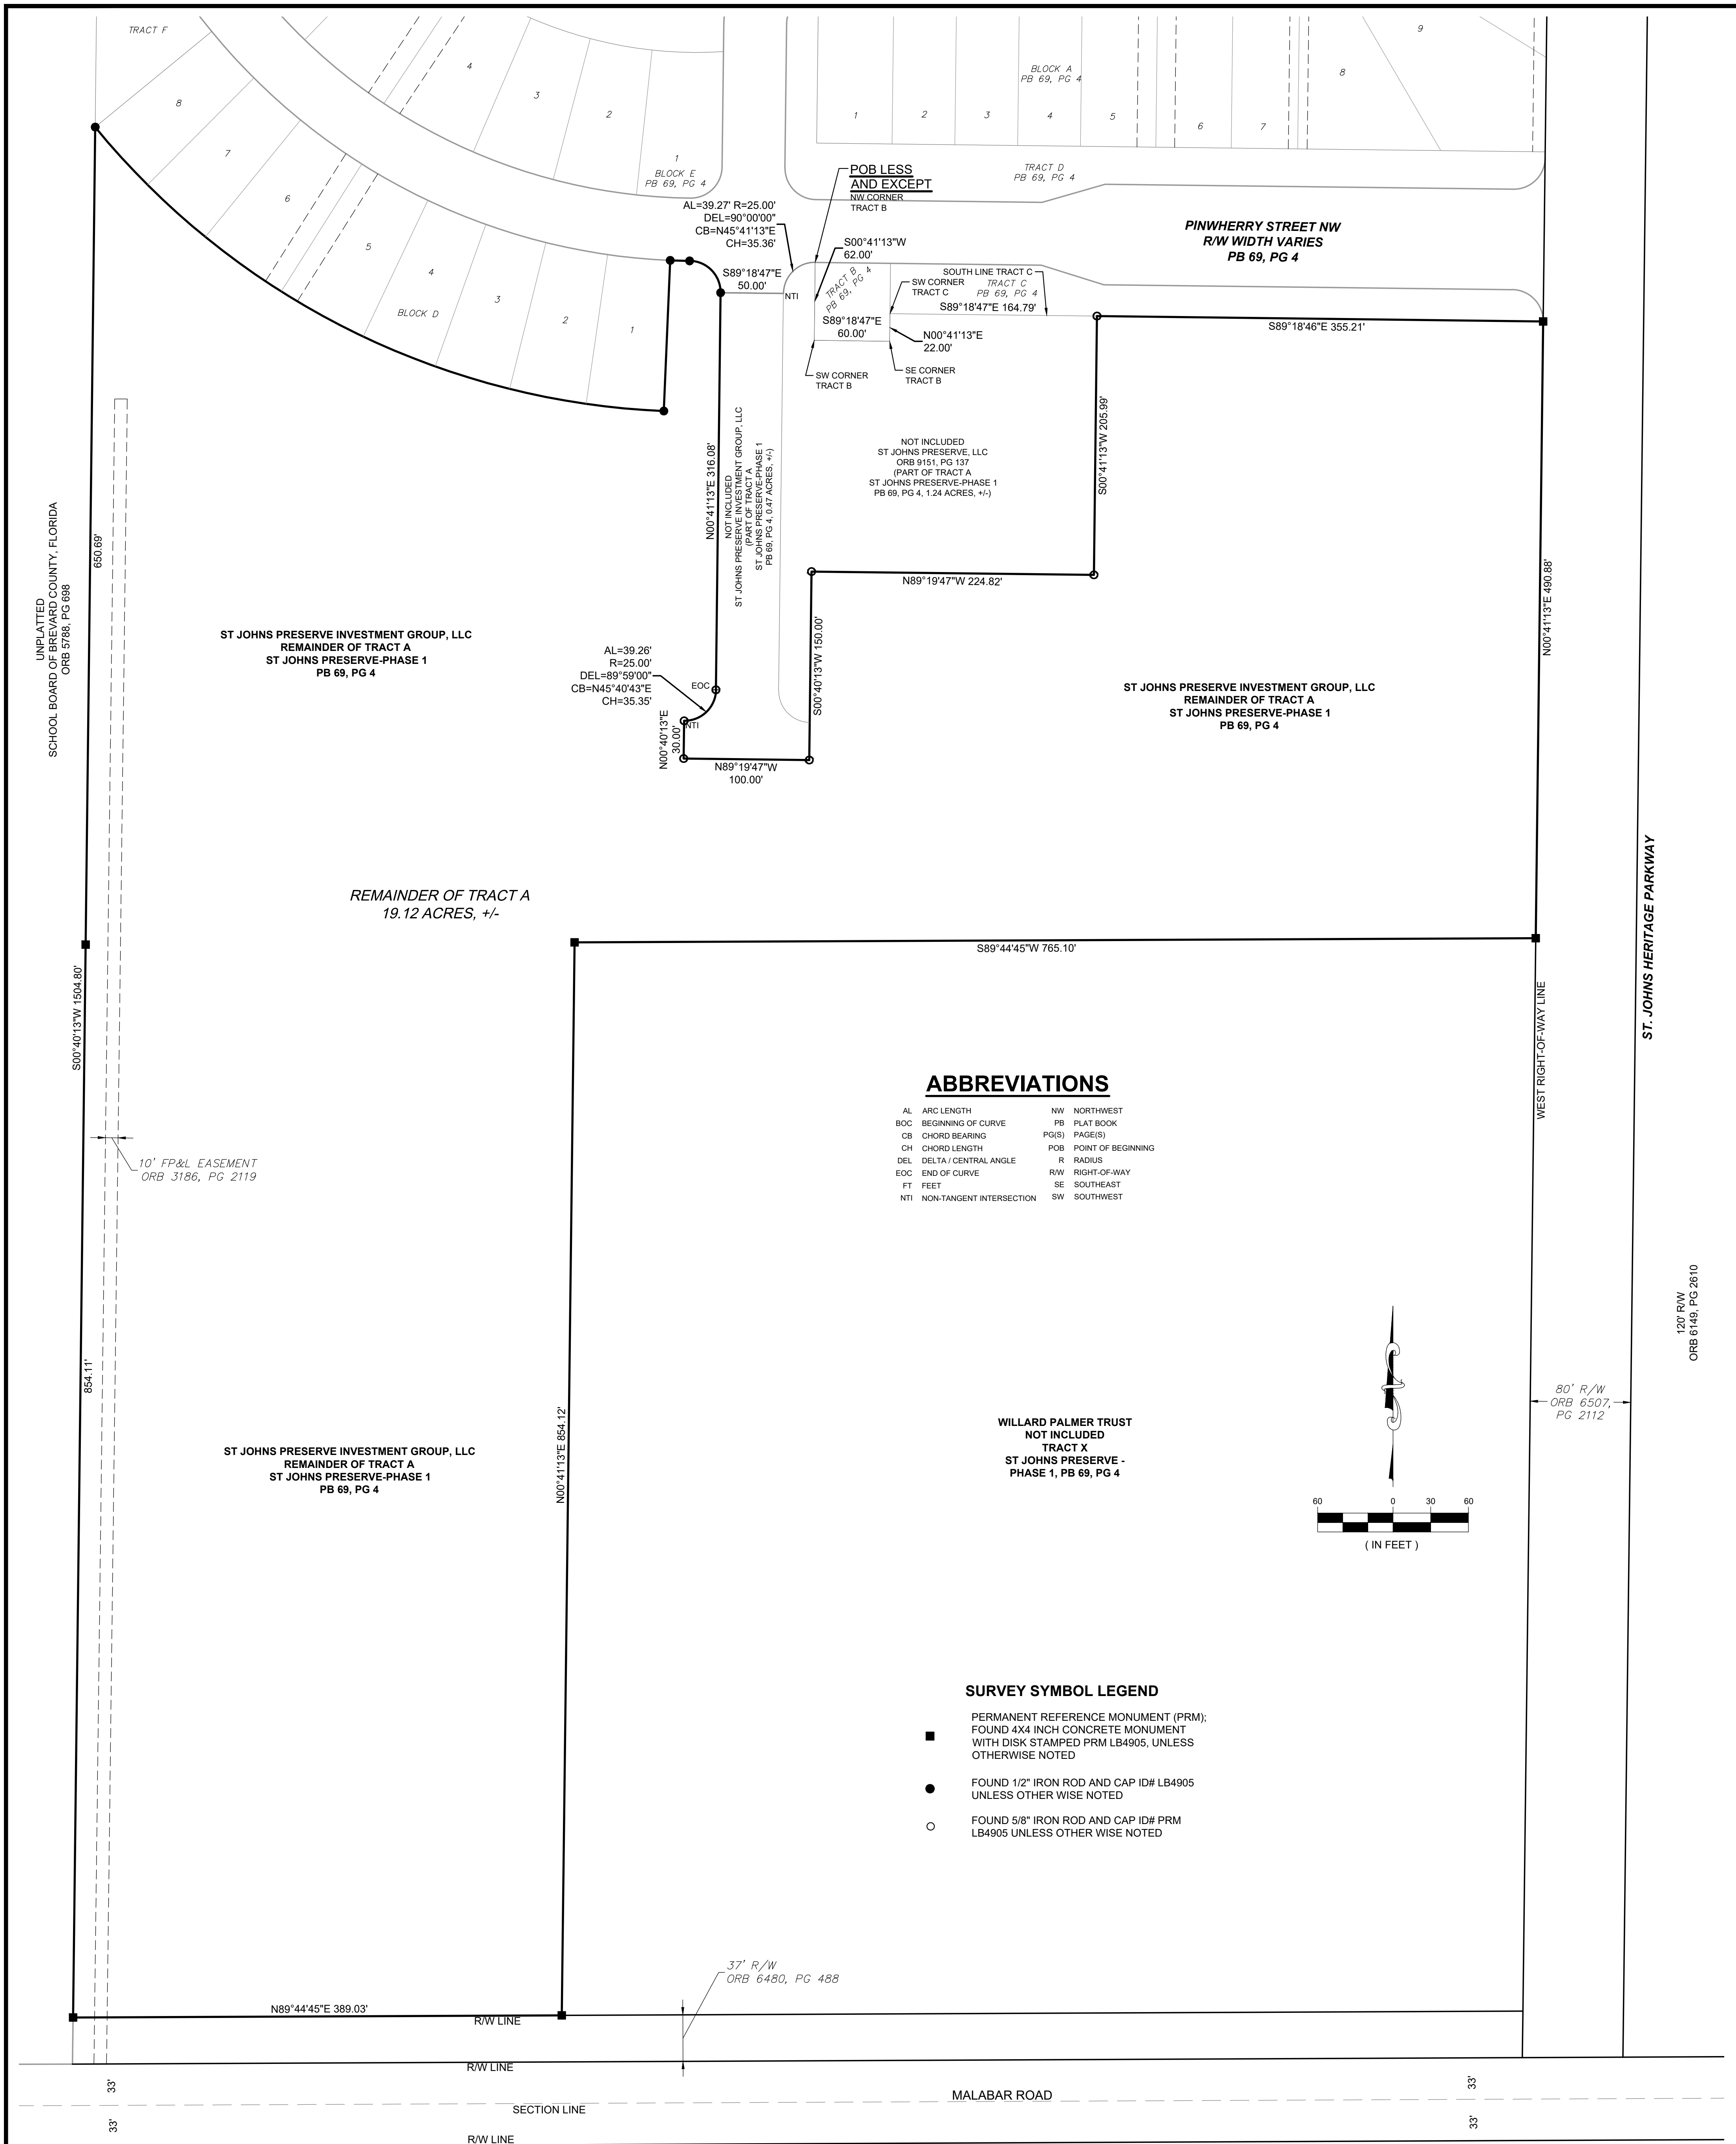 TRACT F
8
7
6
5
4
3
2
1
BLOCK D
4
3
2
1
BLOCK E
PB 69, PG 4
BLOCK A
PB 69, PG 4
1
2
3
4
5
6
7
8
9
TRACT D
PB 69, PG 4
POB LESS
AND EXCEPT
NW CORNER
TRACT B
AL=39.27' R=25.00'
DEL=90°00'00"
CB=N45°41'13"E
CH=35.36'
PINWHERRY STREET NW
R/W WIDTH VARIES
PB 69, PG 4
S00°41'13"W
62.00'
S89°18'47"E
50.00'
NTI
TRACT B
PB 69, PG 4
SOUTH LINE TRACT C
SW CORNER
TRACT C
TRACT C
PB 69, PG 4
S89°18'47"E 164.79'
S89°18'47"E
60.00'
N00°41'13"E
22.00'
SW CORNER
TRACT B
SE CORNER
TRACT B
S89°18'46"E 355.21'
S00°41'13"W 205.99'
NOT INCLUDED
ST JOHNS PRESERVE, LLC
ORB 9151, PG 137
(PART OF TRACT A
ST JOHNS PRESERVE-PHASE 1
PB 69, PG 4, 1.24 ACRES, +/-)
N00°41'13"E 316.08'
NOT INCLUDED
ST JOHNS PRESERVE INVESTMENT GROUP, LLC
(PART OF TRACT A
ST JOHNS PRESERVE-PHASE 1
PB 69, PG 4, 0.47 ACRES, +/-)
N89°19'47"W 224.82'
N00°41'13"E 490.88'
UNPLATTED
SCHOOL BOARD OF BREVARD COUNTY, FLORIDA
ORB 5788, PG 698
650.69'
ST JOHNS PRESERVE INVESTMENT GROUP, LLC
REMAINDER OF TRACT A
ST JOHNS PRESERVE-PHASE 1
PB 69, PG 4
AL=39.26'
R=25.00'
DEL=89°59'00"
CB=N45°40'43"E
CH=35.35'
EOC
NTI
N00°40'13"E
30.00'
S00°40'13"W 150.00'
N89°19'47"W
100.00'
ST JOHNS PRESERVE INVESTMENT GROUP, LLC
REMAINDER OF TRACT A
ST JOHNS PRESERVE-PHASE 1
PB 69, PG 4
REMAINDER OF TRACT A
19.12 ACRES, +/-
S89°44'45"W 765.10'
ST. JOHNS HERITAGE PARKWAY
S00°40'13"W 1504.80'
WEST RIGHT-OF-WAY LINE
ABBREVIATIONS
AL ARC LENGTH
BOC BEGINNING OF CURVE
CB CHORD BEARING
CH CHORD LENGTH
DEL DELTA / CENTRAL ANGLE
EOC END OF CURVE
FT FEET
NTI NON-TANGENT INTERSECTION
NW NORTHWEST
PB PLAT BOOK
PG(S) PAGE(S)
POB POINT OF BEGINNING
R RADIUS
R/W RIGHT-OF-WAY
SE SOUTHEAST
SW SOUTHWEST
10' FP&L EASEMENT
ORB 3186, PG 2119
120' R/W
ORB 6149, PG 2610
854.11'
80' R/W
ORB 6507,
PG 2112
N00°41'13"E 854.12'
WILLARD PALMER TRUST
NOT INCLUDED
TRACT X
ST JOHNS PRESERVE -
PHASE 1, PB 69, PG 4
ST JOHNS PRESERVE INVESTMENT GROUP, LLC
REMAINDER OF TRACT A
ST JOHNS PRESERVE-PHASE 1
PB 69, PG 4
60 0 30 60
( IN FEET )
SURVEY SYMBOL LEGEND
PERMANENT REFERENCE MONUMENT (PRM);
FOUND 4X4 INCH CONCRETE MONUMENT
WITH DISK STAMPED PRM LB4905, UNLESS
OTHERWISE NOTED
FOUND 1/2" IRON ROD AND CAP ID# LB4905
UNLESS OTHER WISE NOTED
FOUND 5/8" IRON ROD AND CAP ID# PRM
LB4905 UNLESS OTHER WISE NOTED
37' R/W
ORB 6480, PG 488
N89°44'45"E 389.03'
R/W LINE
R/W LINE
33'
33'
MALABAR ROAD
SECTION LINE
33'
33'
R/W LINE